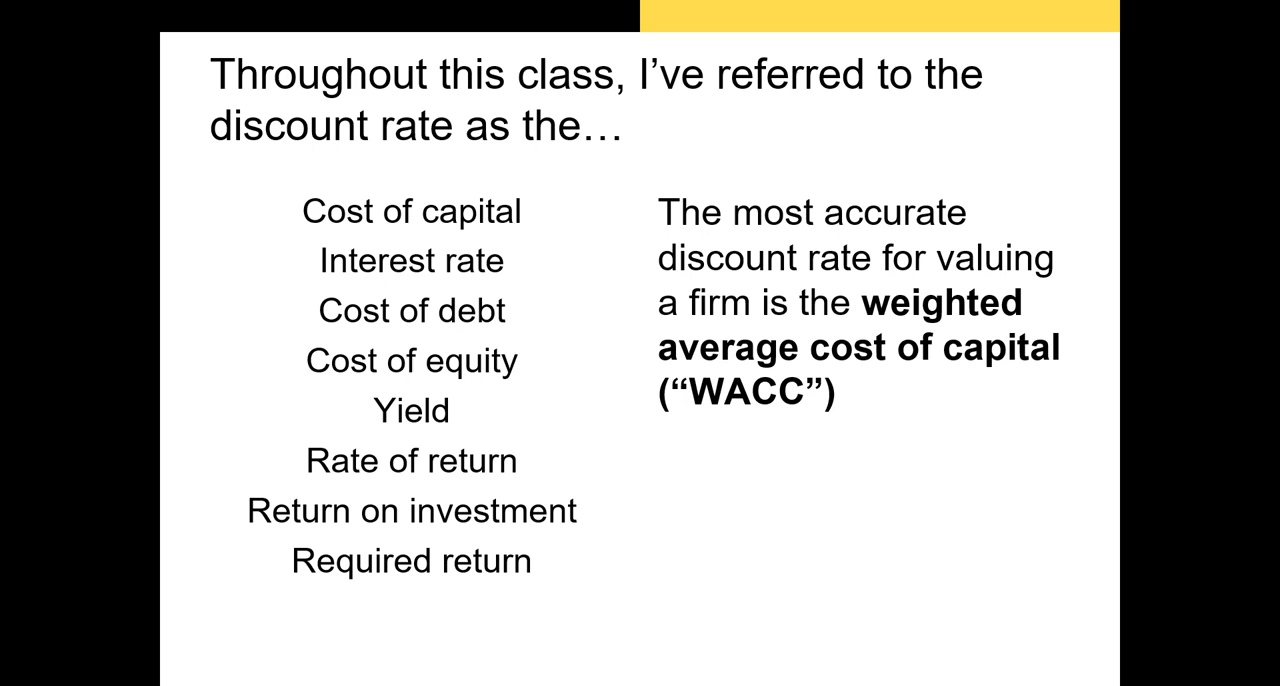 Throughout this class, I’ve referred to the
discount rate as the…
Cost of capital
Interest rate
Cost of debt
Cost of equity
Yield
Rate of return
Return on investment
Required return
The most accurate
discount rate for valuing
a firm is the weighted
average cost of capital
(“WACC”)